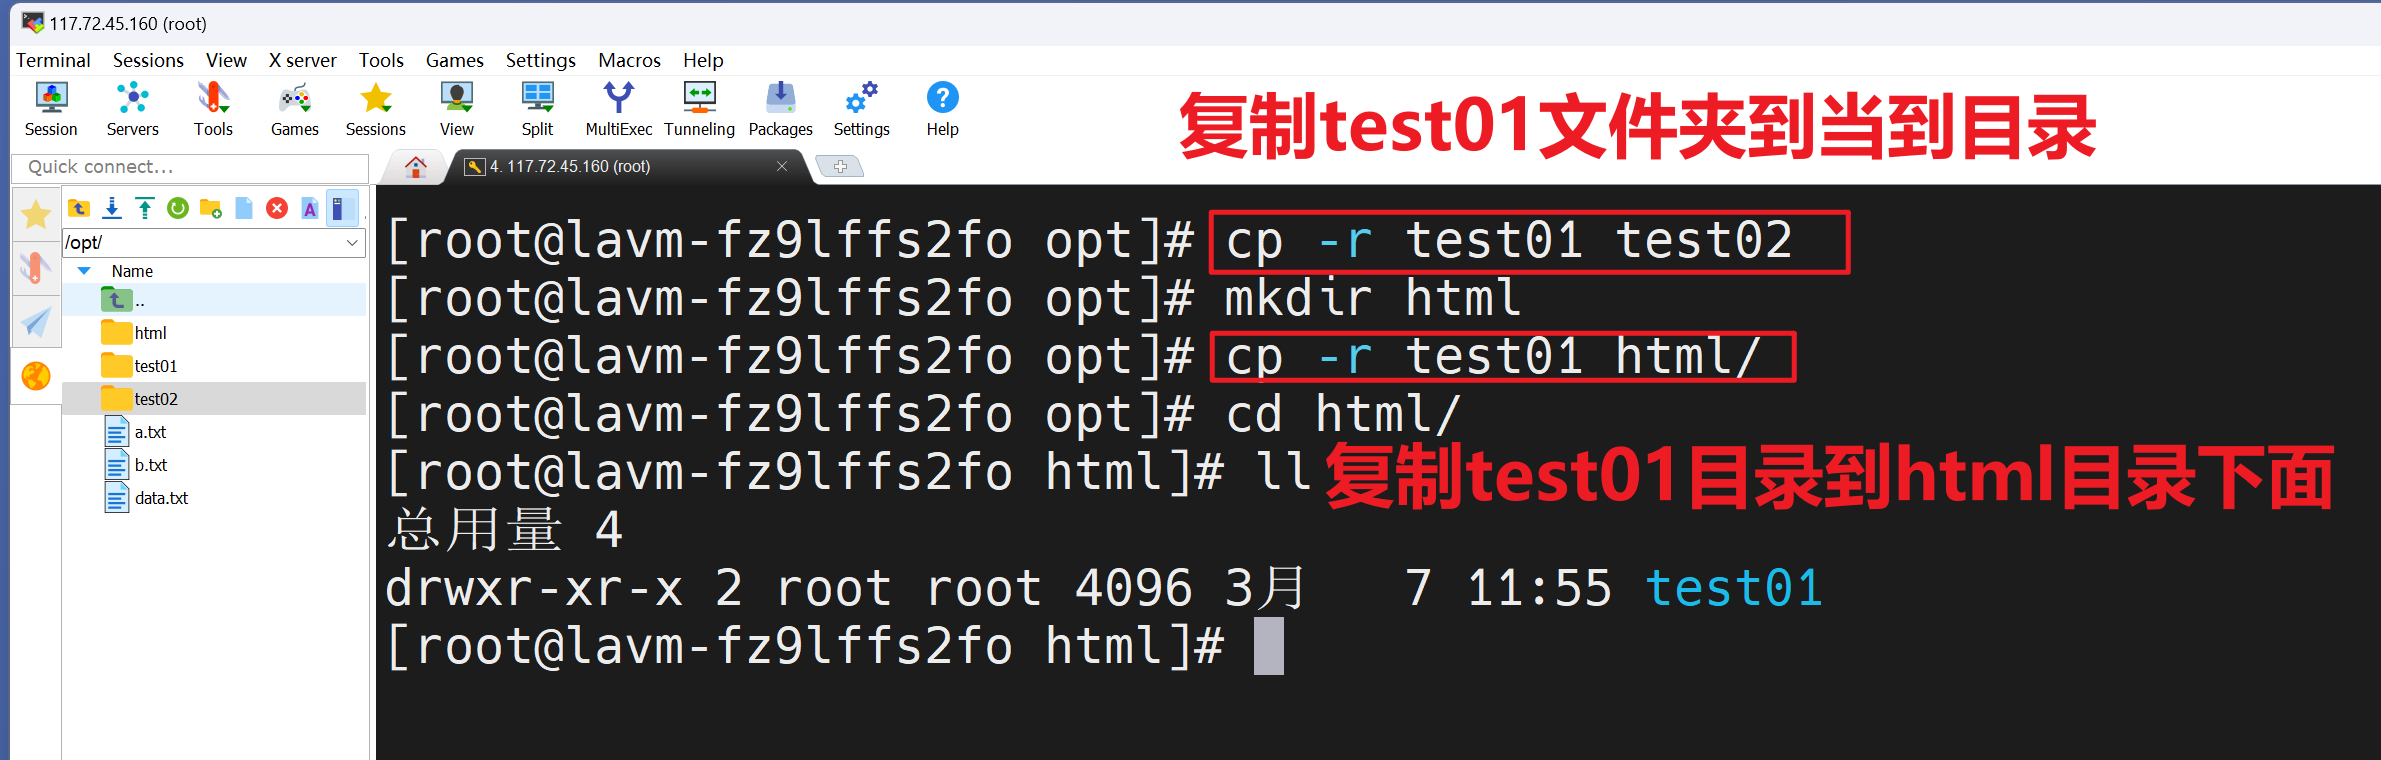 117.72.45.160 (root)
Terminal Sessions View X server Tools Games Settings Macros Help
Session Servers Tools Games Sessions View Split MultiExec Tunneling Packages Settings Help
复制test01文件夹到当到目录
Quick connect...
4. 117.72.45.160 (root)
/opt/
Name
..
html
test01
test02
a.txt
b.txt
data.txt
[root@lavm-fz9lffs2fo opt]# cp -r test01 test02
[root@lavm-fz9lffs2fo opt]# mkdir html
[root@lavm-fz9lffs2fo opt]# cp -r test01 html/
[root@lavm-fz9lffs2fo opt]# cd html/
[root@lavm-fz9lffs2fo html]# ll
复制test01目录到html目录下面
总用量 4
drwxr-xr-x 2 root root 4096 3月   7 11:55 test01
[root@lavm-fz9lffs2fo html]#